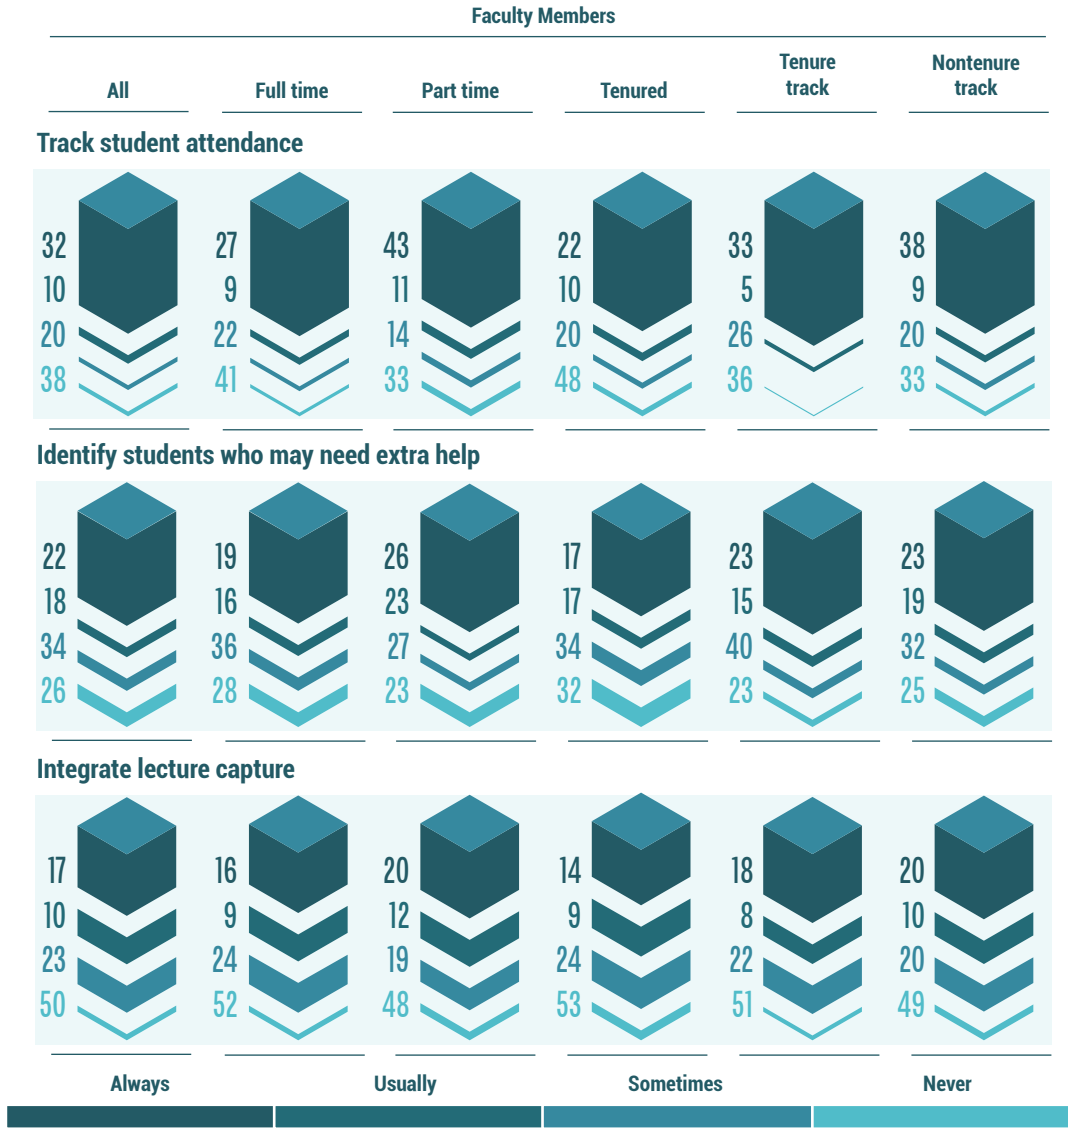 Faculty Members
All Full time Part time Tenured Tenure track Nontenure track
Track student attendance
32 27 43 22 33 38
10 9 11 10 5 9
20 22 14 20 26 20
38 41 33 48 36 33
Identify students who may need extra help
22 19 26 17 23 23
18 16 23 17 15 19
34 36 27 34 40 32
26 28 23 32 23 25
Integrate lecture capture
17 16 20 14 18 20
10 9 12 9 8 10
23 24 19 24 22 20
50 52 48 53 51 49
Always Usually Sometimes Never